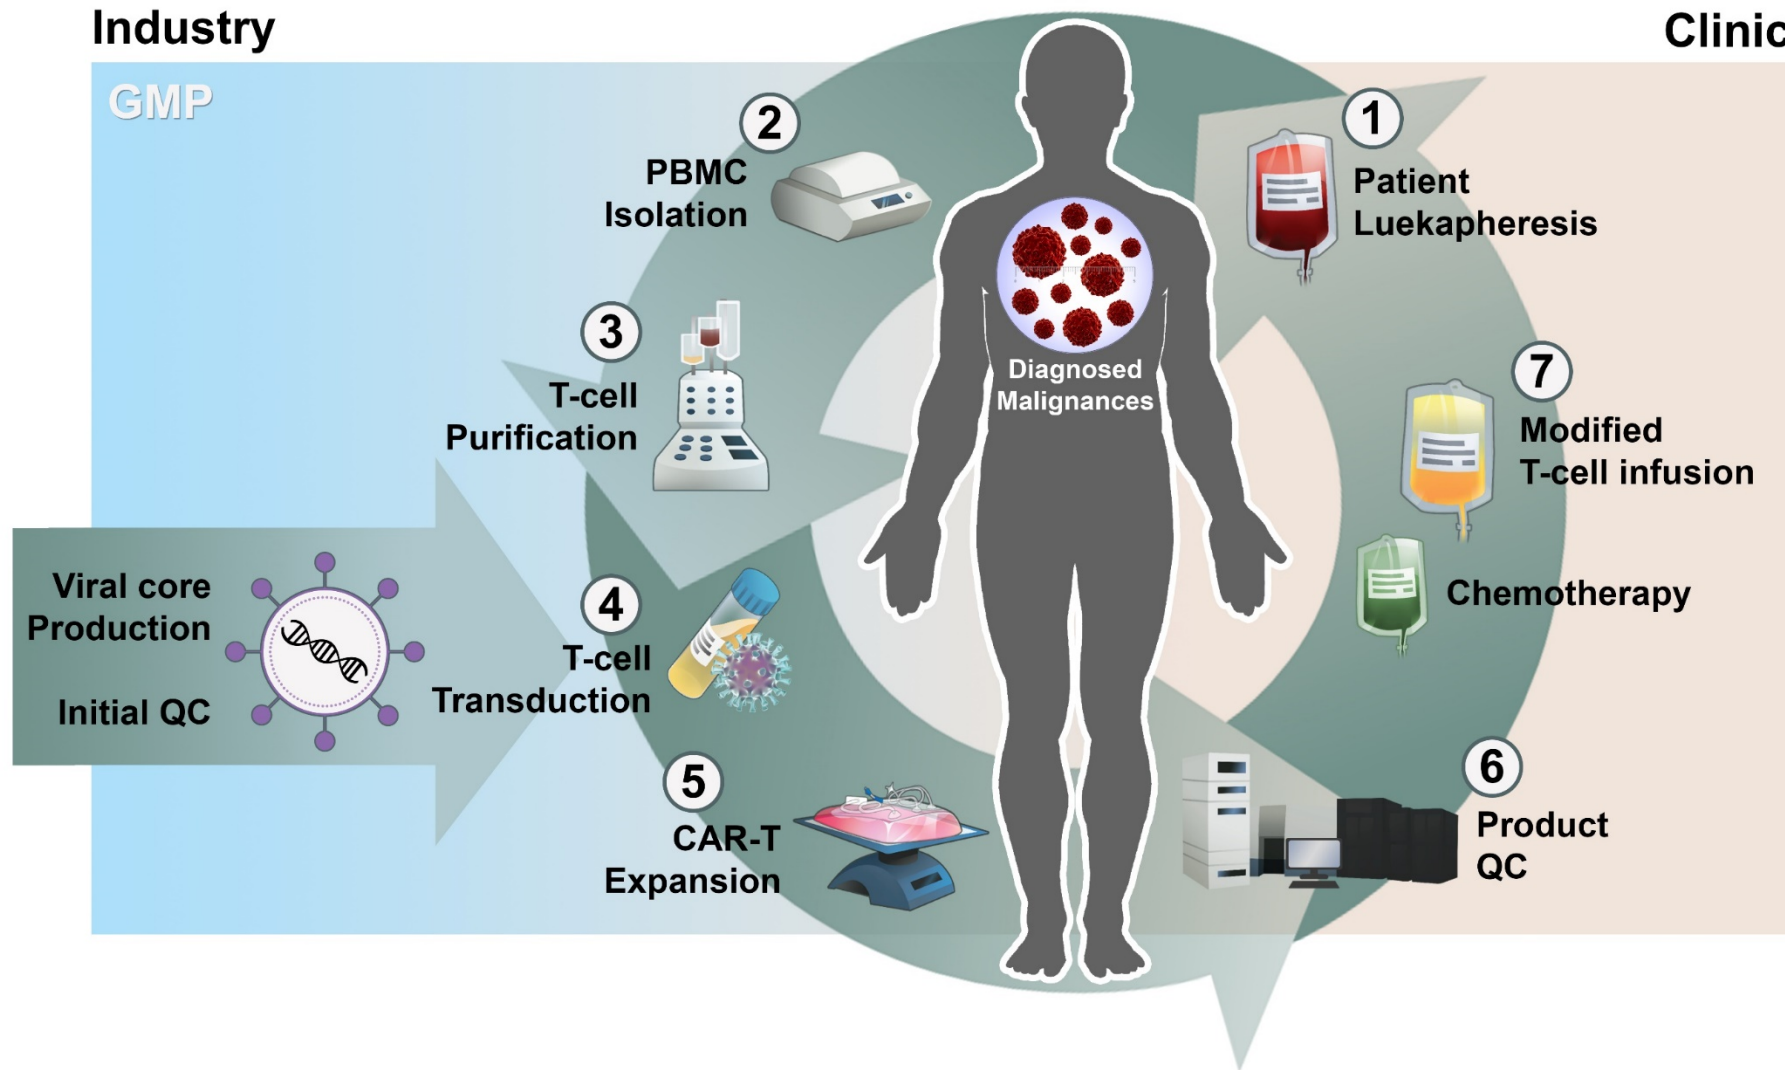 Industry
Clinic
GMP
1
Patient
Luekapheresis
2
PBMC
Isolation
3
T-cell
Purification
Diagnosed
Malignances
7
Modified
T-cell infusion
Chemotherapy
Viral core
Production
Initial QC
4
T-cell
Transduction
5
CAR-T
Expansion
6
Product
QC